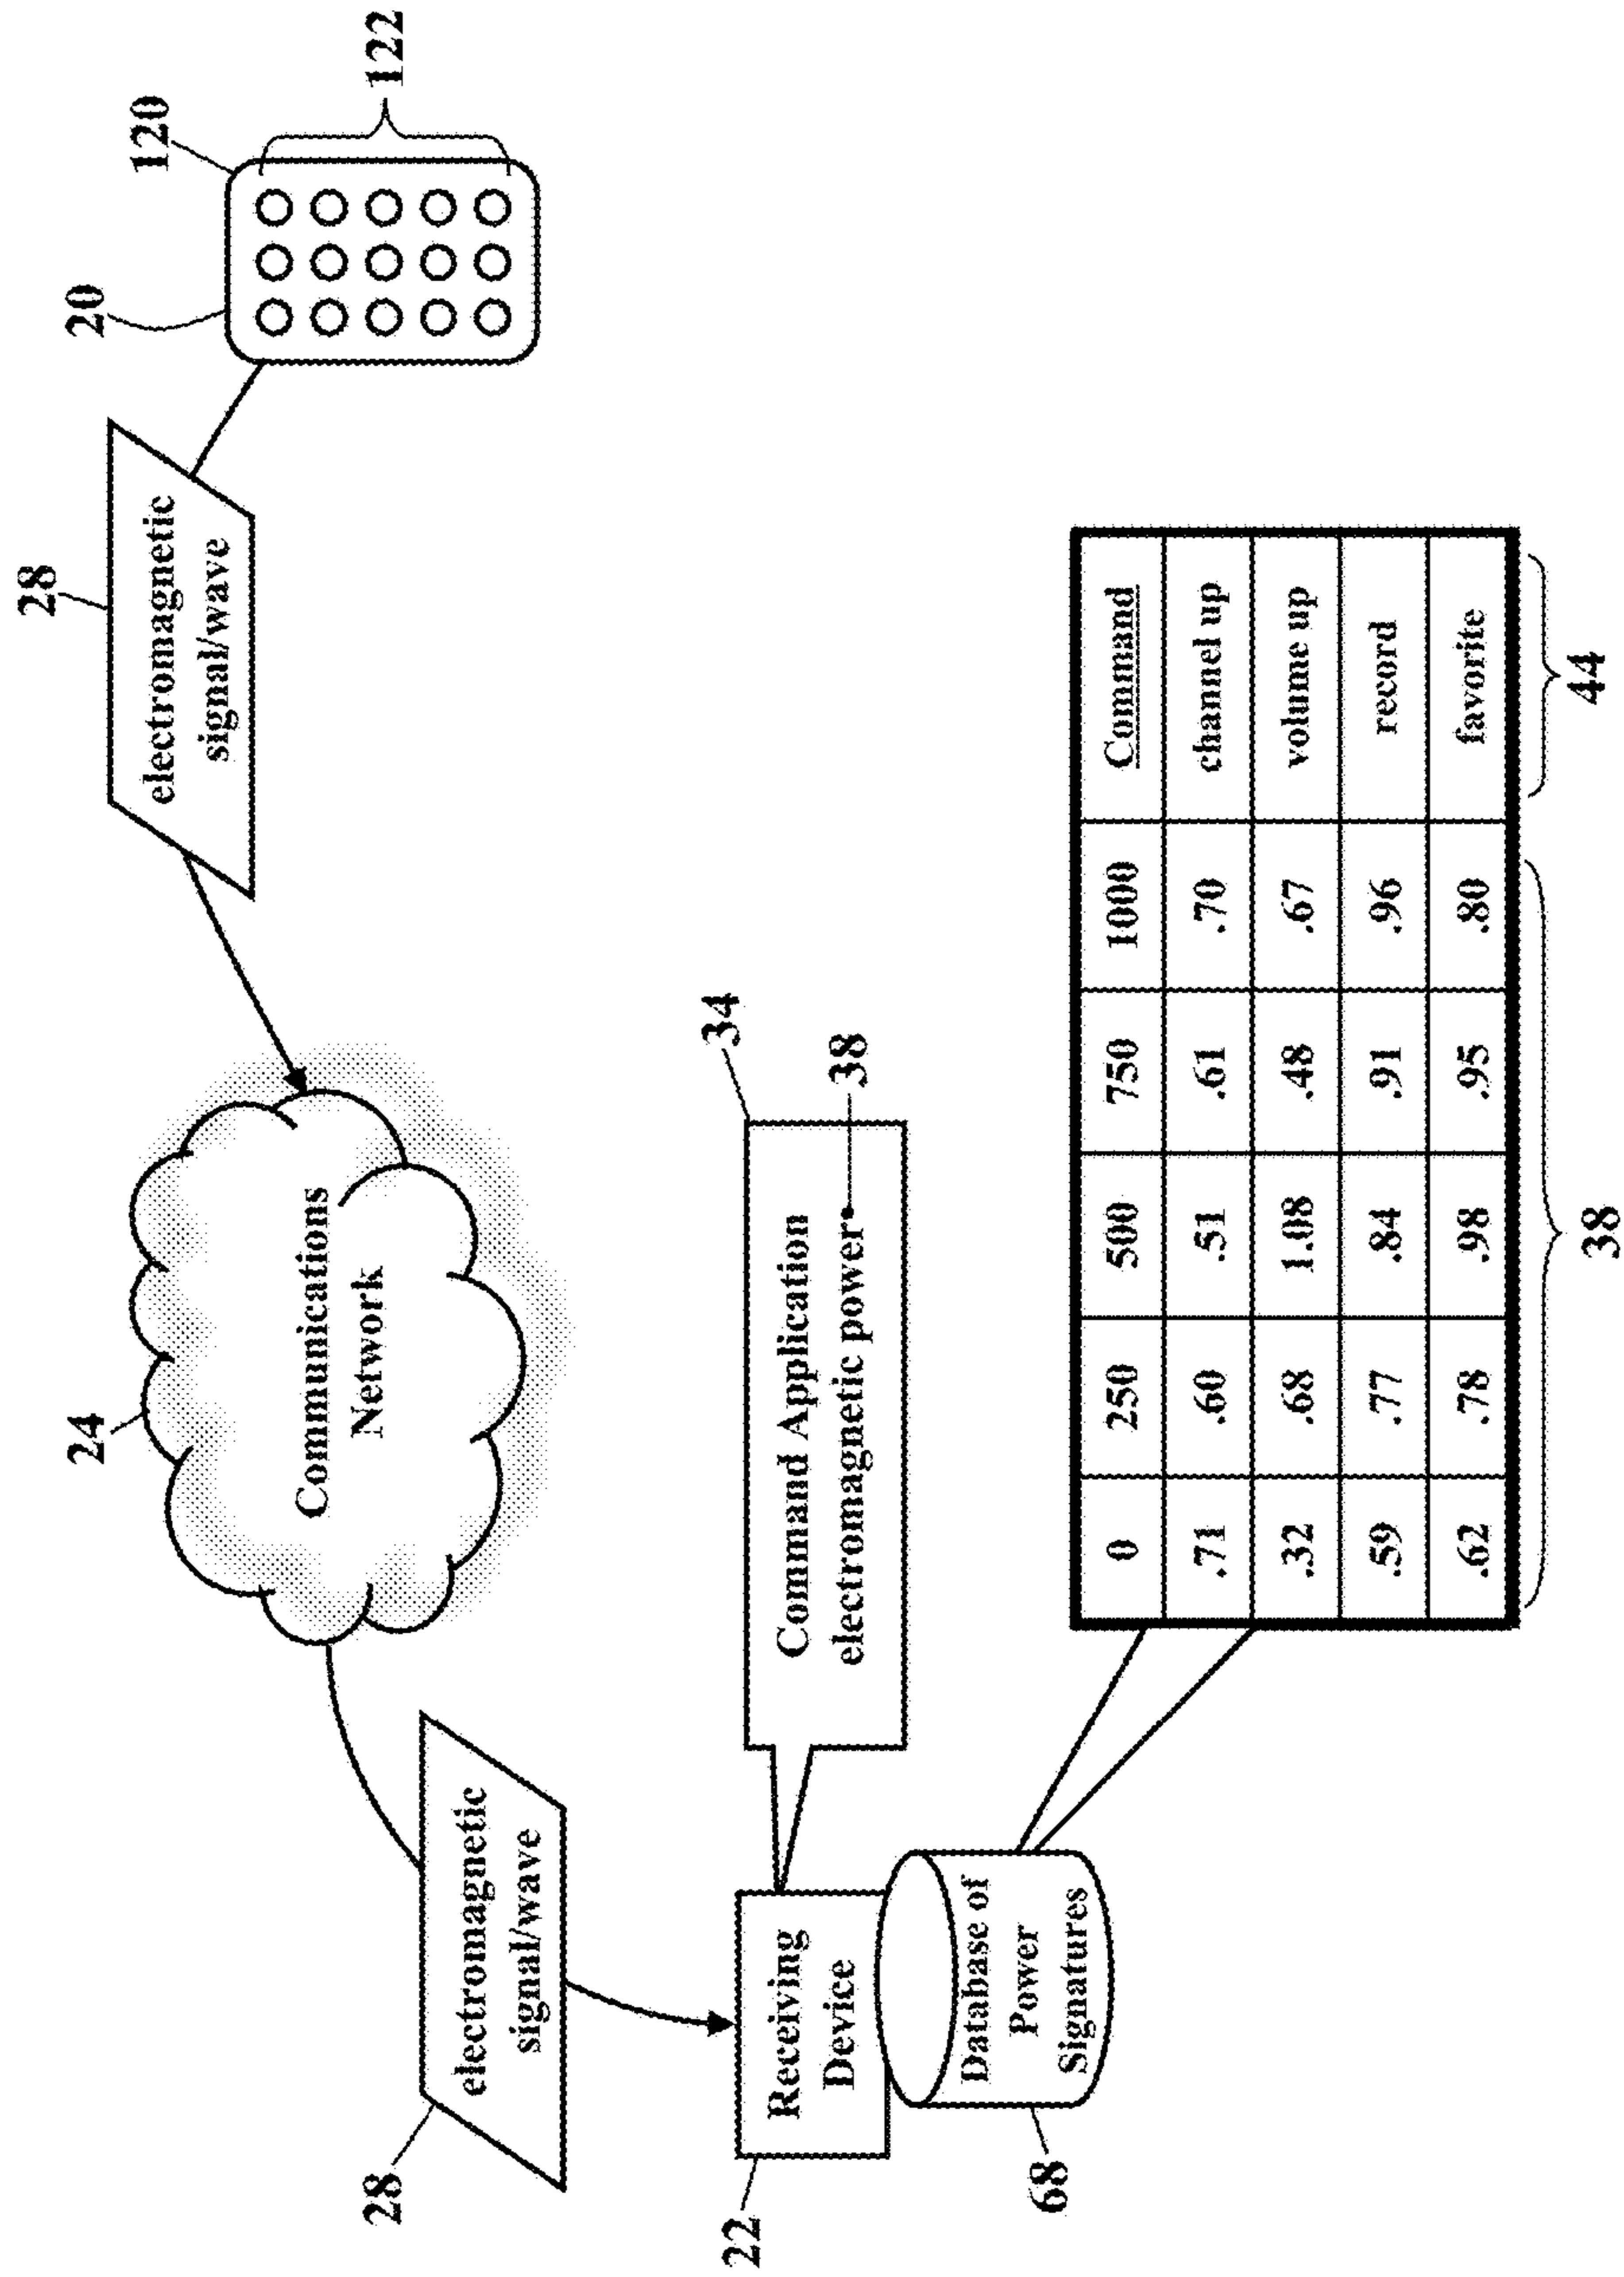 28
20
120
122
electromagnetic
signal/wave
24
Communications
Network
28
electromagnetic
signal/wave
34
Command Application
electromagnetic power
38
22
Receiving
Device
68
Database of
Power
Signatures
0 250 500 750 1000 Command
.71 .60 .51 .61 .70 channel up
.32 .68 1.08 .48 .67 volume up
.59 .77 .84 .91 .96 record
.62 .78 .98 .95 .80 favorite
38
44